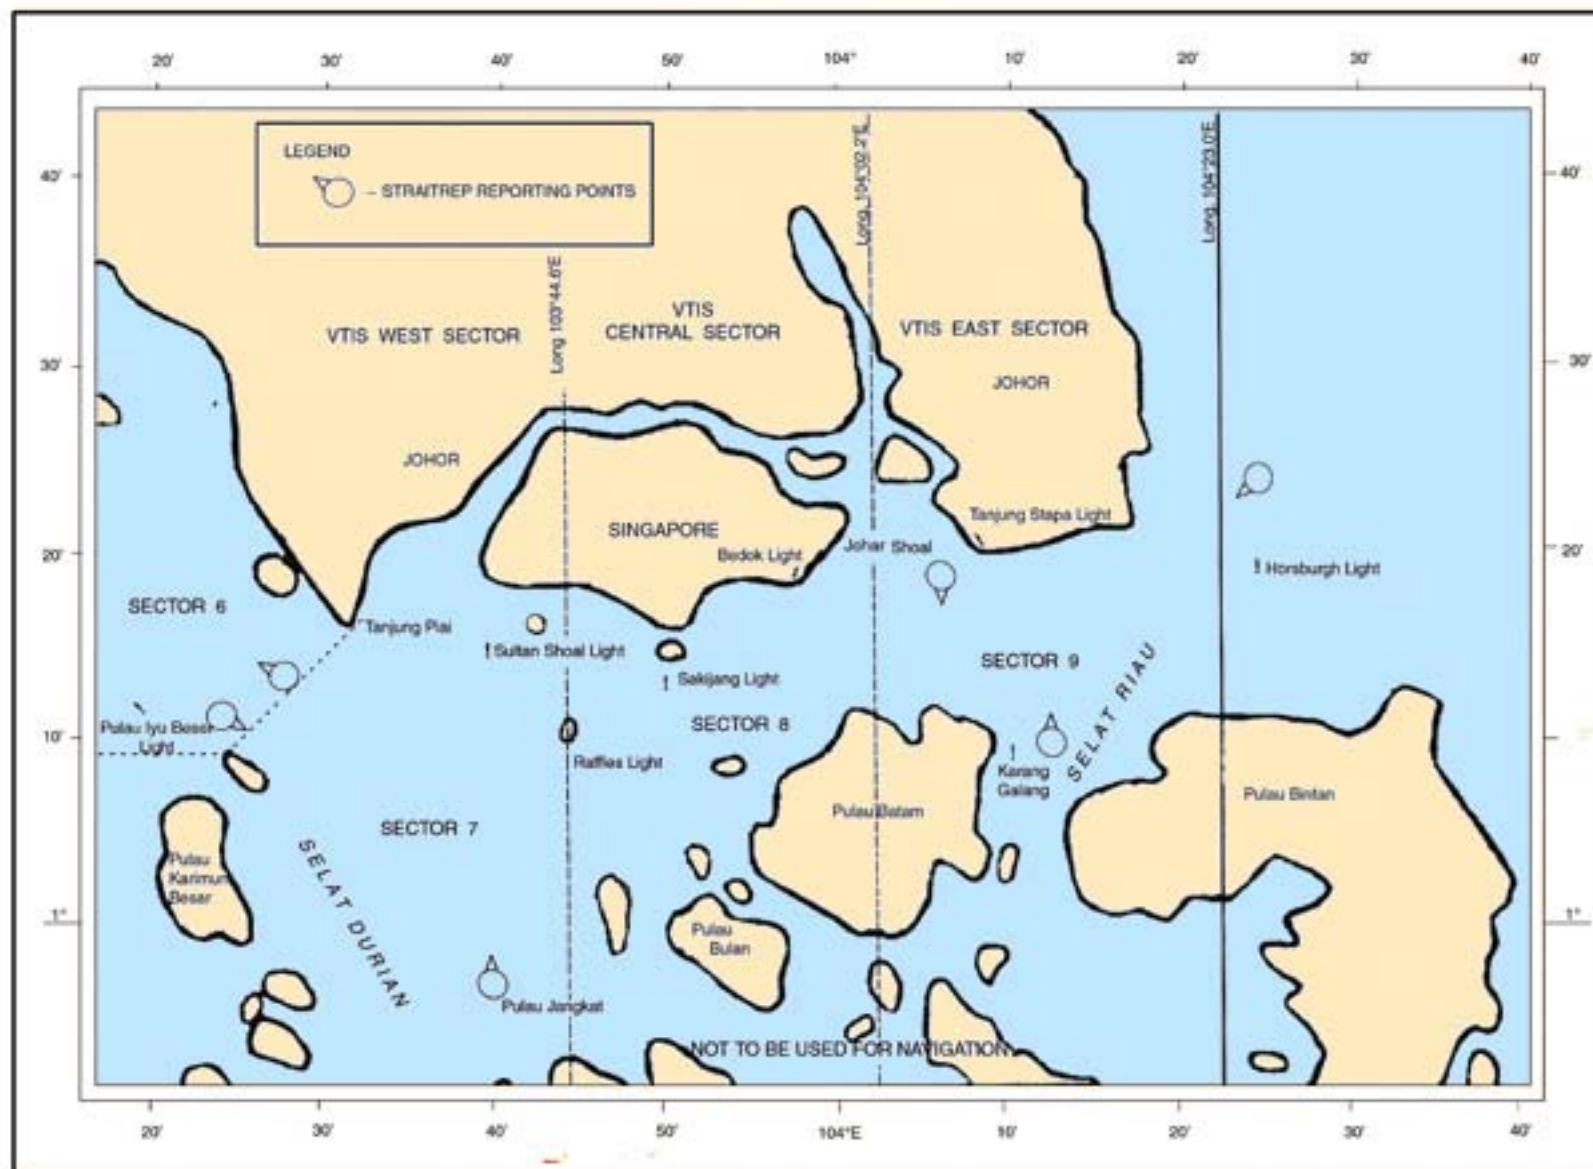 20'
30'
40'
50'
104°
10'
20'
30'
40'
LEGEND
- STRAITREP REPORTING POINTS
Long. 104°02.2'E
Long. 104°23.0'E
40'
40'
Long 103°44.6'E
VTIS WEST SECTOR
VTIS
CENTRAL SECTOR
VTIS EAST SECTOR
30'
30'
JOHOR
JOHOR
SINGAPORE
Tanjung Stapa Light
Bedok Light
Johar Shoal
20'
20'
Horsburgh Light
SECTOR 6
Tanjung Piai
Sultan Shoal Light
Sakijang Light
SECTOR 9
SELAT RIAU
Pulau Iyu Besar
Light
SECTOR 8
10'
10'
Raffles Light
Karang
Galang
Pulau Batam
Pulau Bintan
SECTOR 7
SELAT DURIAN
Pulau
Karimun
Besar
1°
1°
Pulau
Bulan
Pulau Jangkat
NOT TO BE USED FOR NAVIGATION
20'
30'
40'
50'
104°E
10'
20'
30'
40'